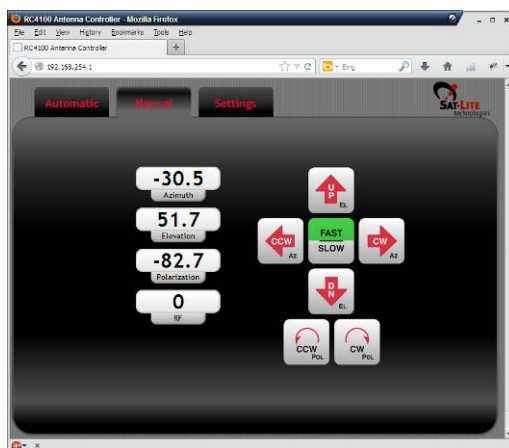 RC4100 Antenna Controller - Mozilla Firefox
File Edit View History Bookmarks Tools Help
RC4100 Antenna Controller
192.168.254.1
Automatic Manual Settings
SAT-LITE
technologies
-30.5
Azimuth
51.7
Elevation
-82.7
Polarization
0
RF
UP
EL
CCW
AZ
FAST
SLOW
CW
AZ
DN
EL
CCW
POL
CW
POL